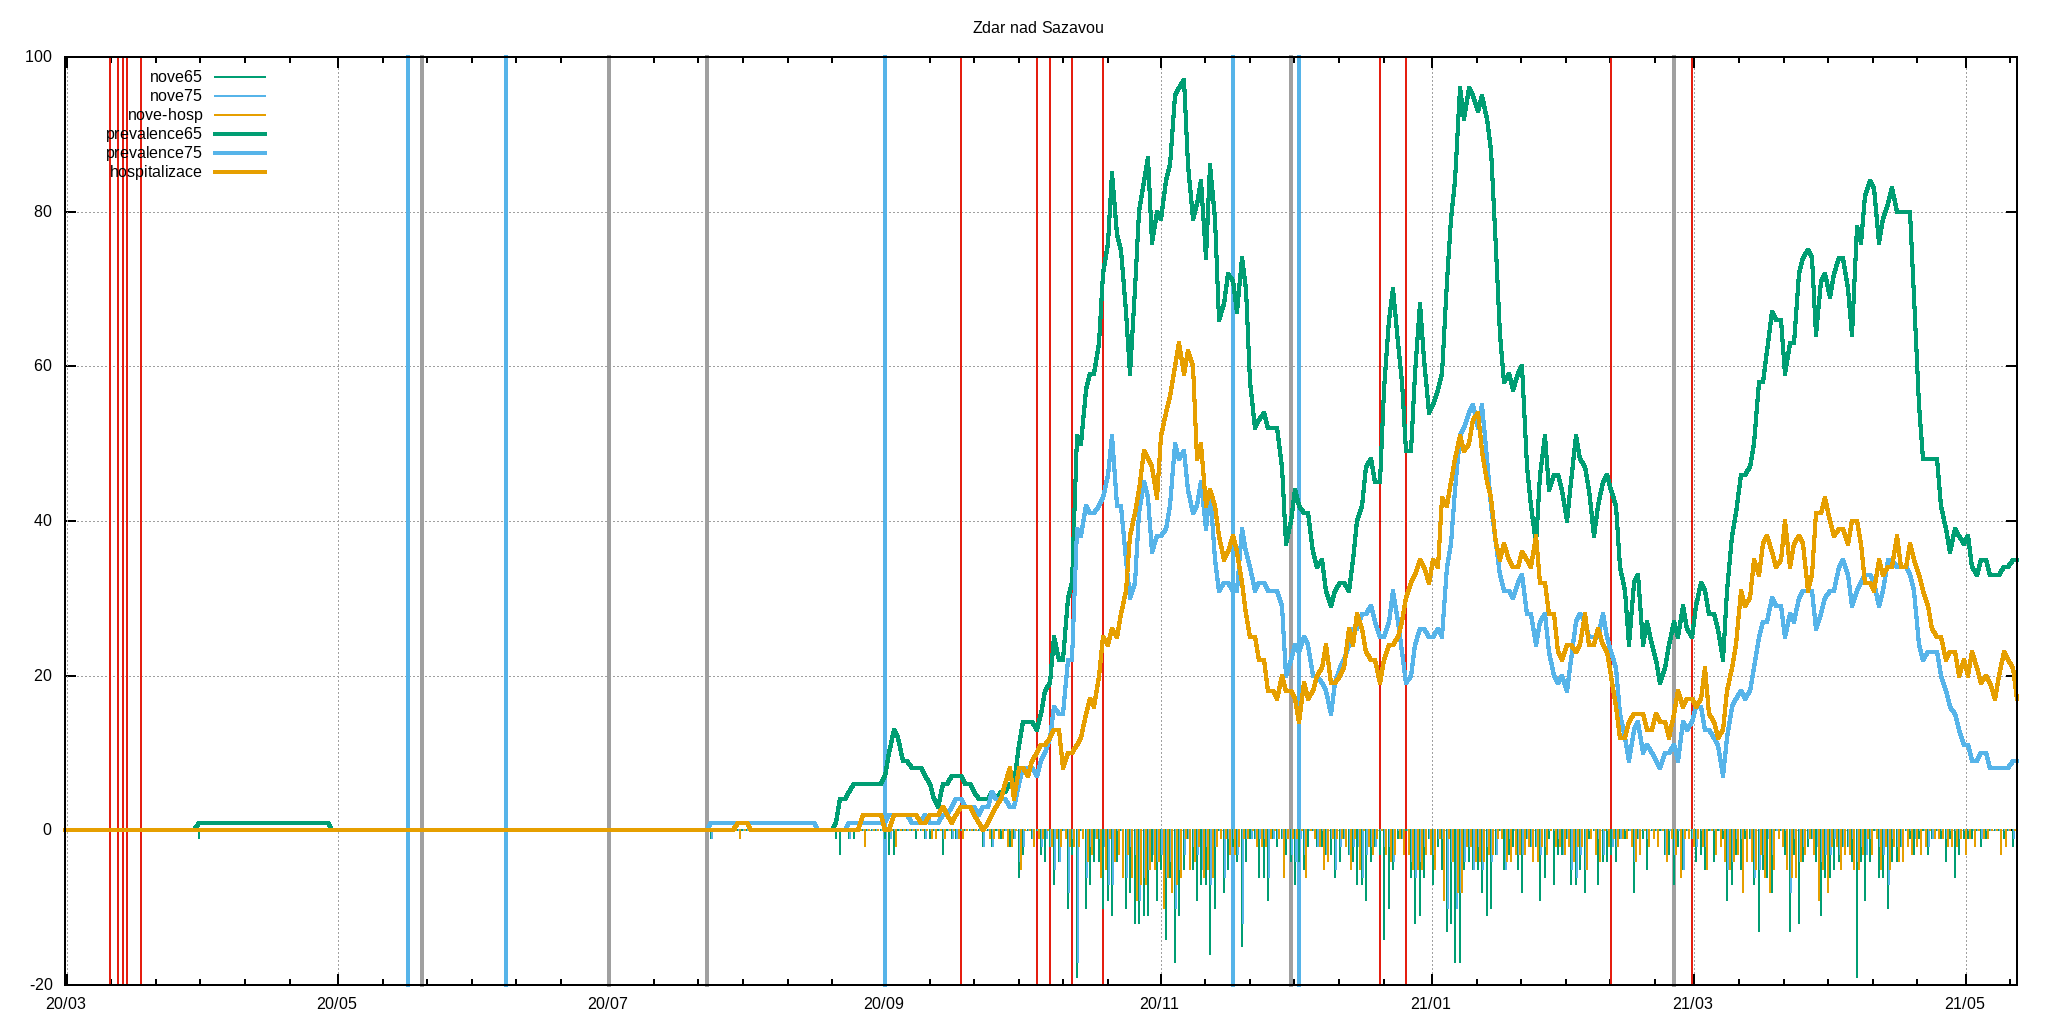 Zdar nad Sazavou
100
80
60
40
20
0
-20
nove65
nove75
nove-hosp
prevalence65
prevalence75
hospitalizace
20/03 20/05 20/07 20/09 20/11 21/01 21/03 21/05